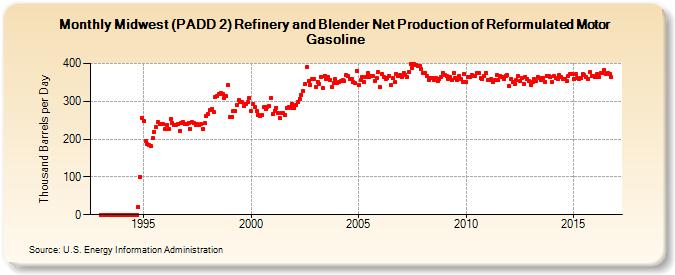 Monthly Midwest (PADD 2) Refinery and Blender Net Production of Reformulated Motor
Gasoline
Thousand Barrels per Day
400
300
200
100
0
1995
2000
2005
2010
2015
Source: U.S. Energy Information Administration